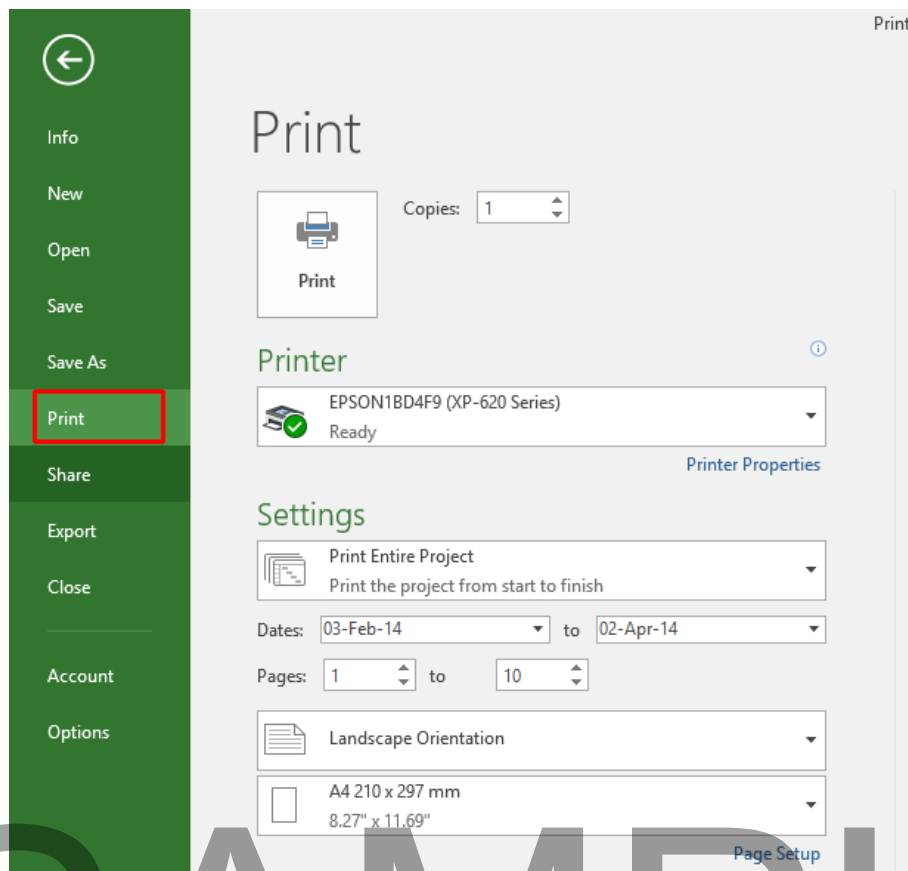 Print
Info
New
Open
Save
Save As
Print
Share
Export
Close
Account
Options
Print
Copies: 1
Print
Printer
EPSON1BD4F9 (XP-620 Series)
Ready
Printer Properties
Settings
Print Entire Project
Print the project from start to finish
Dates: 03-Feb-14 to 02-Apr-14
Pages: 1 to 10
Landscape Orientation
A4 210 x 297 mm
8.27" x 11.69"
Page Setup